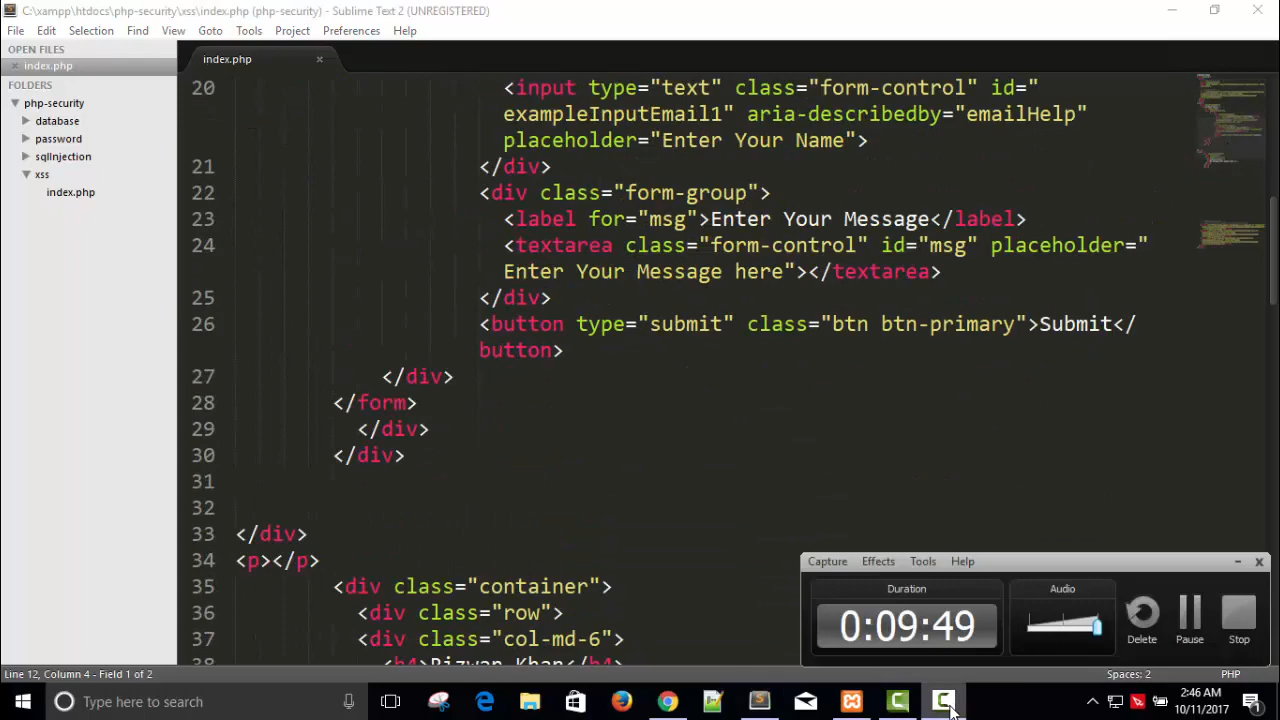 C:\xampp\htdocs\php-security\xss\index.php (php-security) - Sublime Text 2 (UNREGISTERED)
File Edit Selection Find View Goto Tools Project Preferences Help
OPEN FILES
index.php
FOLDERS
php-security
database
password
sqlInjection
xss
index.php
index.php
20 <input type="text" class="form-control" id="
exampleInputEmail1" aria-describedby="emailHelp"
placeholder="Enter Your Name">
21 </div>
22 <div class="form-group">
23 <label for="msg">Enter Your Message</label>
24 <textarea class="form-control" id="msg" placeholder="
Enter Your Message here"></textarea>
25 </div>
26 <button type="submit" class="btn btn-primary">Submit</
button>
27 </div>
28 </form>
29 </div>
30 </div>
31
32
33 </div>
34 <p></p>
35 <div class="container">
36 <div class="row">
37 <div class="col-md-6">
38 <h4>Rizwan Khan</h4>
Capture Effects Tools Help
Duration
0:09:49
Audio
Delete
Pause
Stop
Line 12, Column 4 - Field 1 of 2
Spaces: 2
PHP
Type here to search
2:46 AM
10/11/2017
1